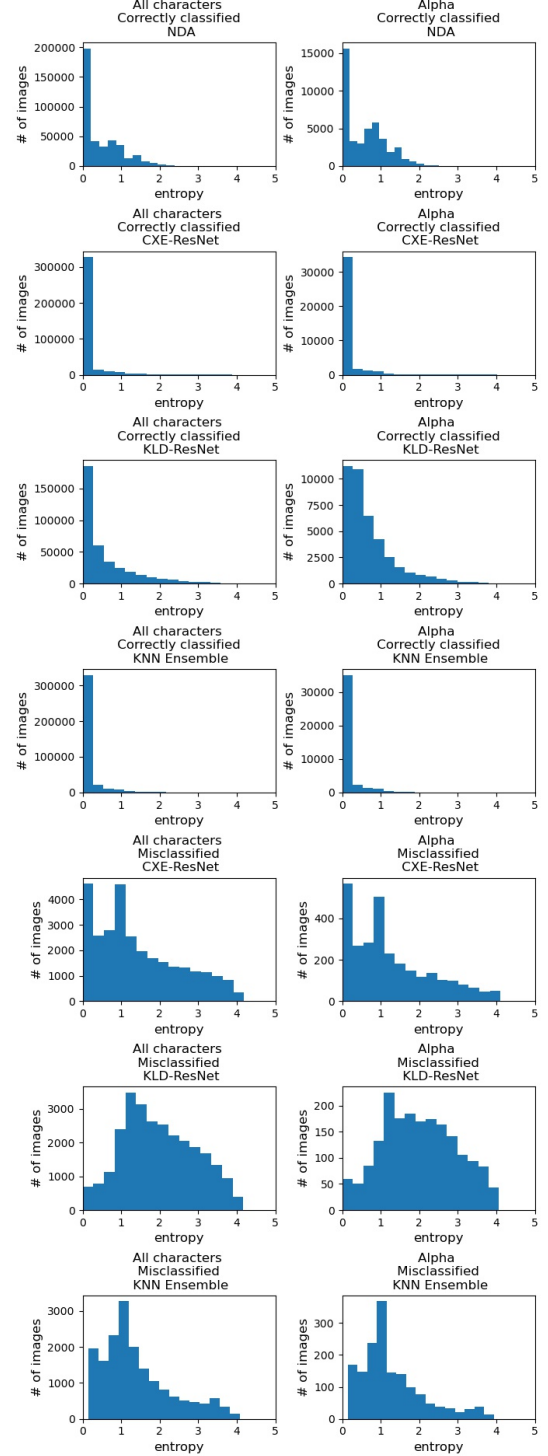 All characters
Correctly classified
NDA
# of images
200000
150000
100000
50000
0
0 1 2 3 4 5
entropy
Alpha
Correctly classified
NDA
# of images
15000
10000
5000
0
0 1 2 3 4 5
entropy
All characters
Correctly classified
CXE-ResNet
# of images
300000
200000
100000
0
0 1 2 3 4 5
entropy
Alpha
Correctly classified
CXE-ResNet
# of images
30000
20000
10000
0
0 1 2 3 4 5
entropy
All characters
Correctly classified
KLD-ResNet
# of images
150000
100000
50000
0
0 1 2 3 4 5
entropy
Alpha
Correctly classified
KLD-ResNet
# of images
10000
7500
5000
2500
0
0 1 2 3 4 5
entropy
All characters
Correctly classified
KNN Ensemble
# of images
300000
200000
100000
0
0 1 2 3 4 5
entropy
Alpha
Correctly classified
KNN Ensemble
# of images
30000
20000
10000
0
0 1 2 3 4 5
entropy
All characters
Misclassified
CXE-ResNet
# of images
4000
3000
2000
1000
0
0 1 2 3 4 5
entropy
Alpha
Misclassified
CXE-ResNet
# of images
400
200
0
0 1 2 3 4 5
entropy
All characters
Misclassified
KLD-ResNet
# of images
3000
2000
1000
0
0 1 2 3 4 5
entropy
Alpha
Misclassified
KLD-ResNet
# of images
200
150
100
50
0
0 1 2 3 4 5
entropy
All characters
Misclassified
KNN Ensemble
# of images
3000
2000
1000
0
0 1 2 3 4 5
entropy
Alpha
Misclassified
KNN Ensemble
# of images
300
200
100
0
0 1 2 3 4 5
entropy